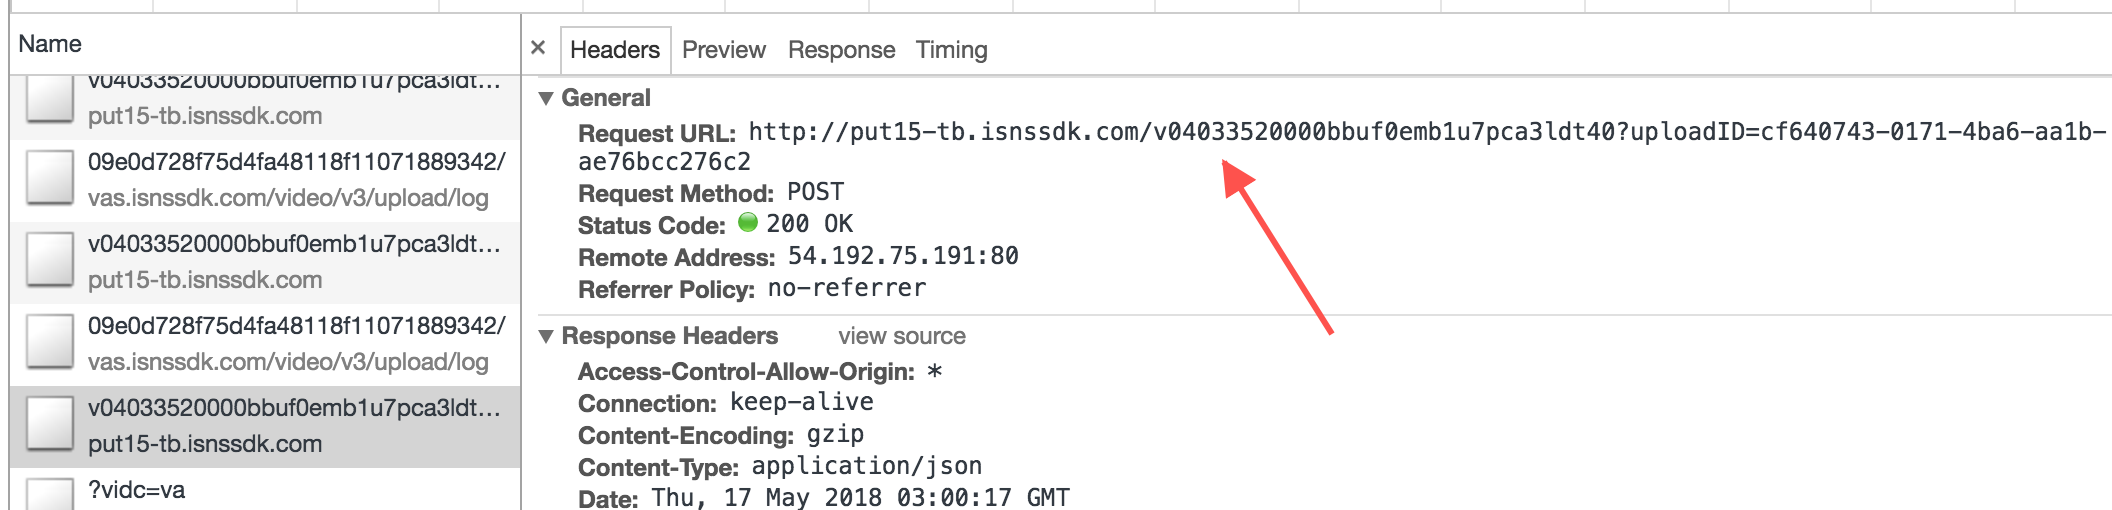 Name
× Headers Preview Response Timing
v04033520000bbuf0emb1u7pca3ldt...
put15-tb.isnssdk.com
09e0d728f75d4fa48118f11071889342/
vas.isnssdk.com/video/v3/upload/log
v04033520000bbuf0emb1u7pca3ldt...
put15-tb.isnssdk.com
09e0d728f75d4fa48118f11071889342/
vas.isnssdk.com/video/v3/upload/log
v04033520000bbuf0emb1u7pca3ldt...
put15-tb.isnssdk.com
?vidc=va
▼ General
Request URL: http://put15-tb.isnssdk.com/v04033520000bbuf0emb1u7pca3ldt40?uploadID=cf640743-0171-4ba6-aa1b-
ae76bcc276c2
Request Method: POST
Status Code: 200 OK
Remote Address: 54.192.75.191:80
Referrer Policy: no-referrer
▼ Response Headers view source
Access-Control-Allow-Origin: *
Connection: keep-alive
Content-Encoding: gzip
Content-Type: application/json
Date: Thu, 17 May 2018 03:00:17 GMT